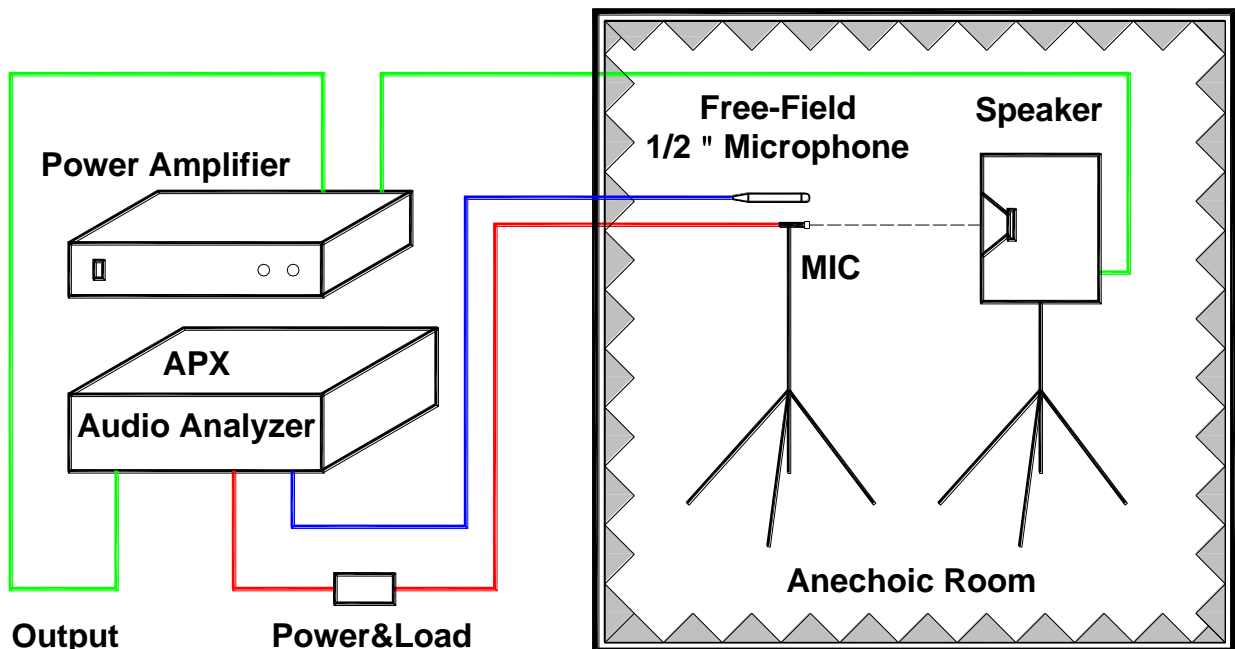 Free-Field
1/2 " Microphone
Speaker
Power Amplifier
MIC
APX
Audio Analyzer
Anechoic Room
Output
Power&Load